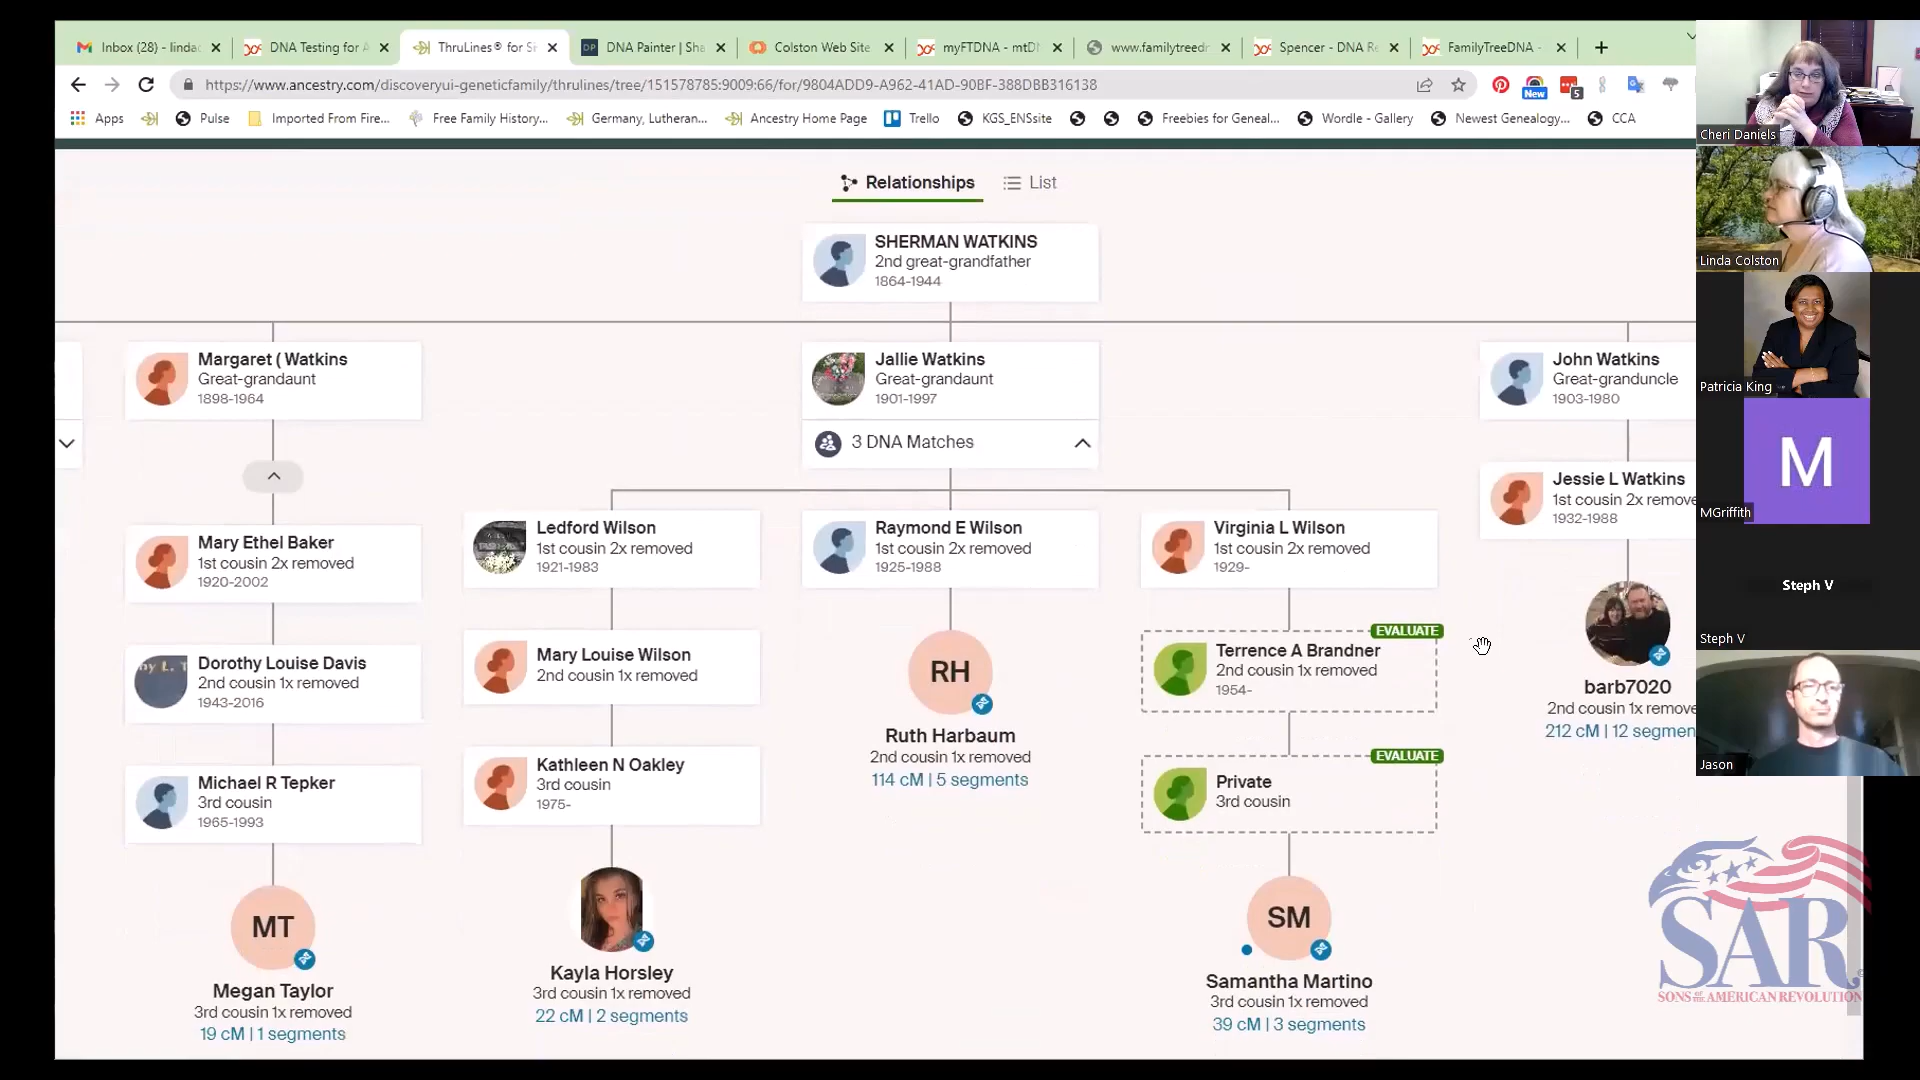 Inbox (28) - linda
DNA Testing for A
ThruLines® for Sh
DNA Painter | Sha
Colston Web Site
myFTDNA - mtD
www.familytreedn
Spencer - DNA Re
FamilyTreeDNA -
https://www.ancestry.com/discoveryui-geneticfamily/thrulines/tree/151578785:9009:66/for/9804ADD9-A962-41AD-90BF-388DBB316138
New
5
Apps
Pulse
Imported From Fire...
Free Family History...
Germany, Lutheran...
Ancestry Home Page
Trello
KGS_ENSsite
Freebies for Geneal...
Wordle - Gallery
Newest Genealogy...
CCA
Relationships
List
SHERMAN WATKINS
2nd great-grandfather
1864-1944
Margaret ( Watkins
Great-grandaunt
1898-1964
Jallie Watkins
Great-grandaunt
1901-1997
3 DNA Matches
John Watkins
Great-granduncle
1903-1980
Mary Ethel Baker
1st cousin 2x removed
1920-2002
Ledford Wilson
1st cousin 2x removed
1921-1983
Raymond E Wilson
1st cousin 2x removed
1925-1988
Virginia L Wilson
1st cousin 2x removed
1929-
Jessie L Watkins
1st cousin 2x remove
1932-1988
Dorothy Louise Davis
2nd cousin 1x removed
1943-2016
Mary Louise Wilson
2nd cousin 1x removed
RH
Ruth Harbaum
2nd cousin 1x removed
114 cM | 5 segments
EVALUATE
Terrence A Brandner
2nd cousin 1x removed
1954-
barb7020
2nd cousin 1x remove
212 cM | 12 segmen
Michael R Tepker
3rd cousin
1965-1993
Kathleen N Oakley
3rd cousin
1975-
EVALUATE
Private
3rd cousin
MT
Megan Taylor
3rd cousin 1x removed
19 cM | 1 segments
Kayla Horsley
3rd cousin 1x removed
22 cM | 2 segments
SM
Samantha Martino
3rd cousin 1x removed
39 cM | 3 segments
Cheri Daniels
Linda Colston
Patricia King
M
MGriffith
Steph V
Steph V
Jason
SAR
SONS OF THE AMERICAN REVOLUTION